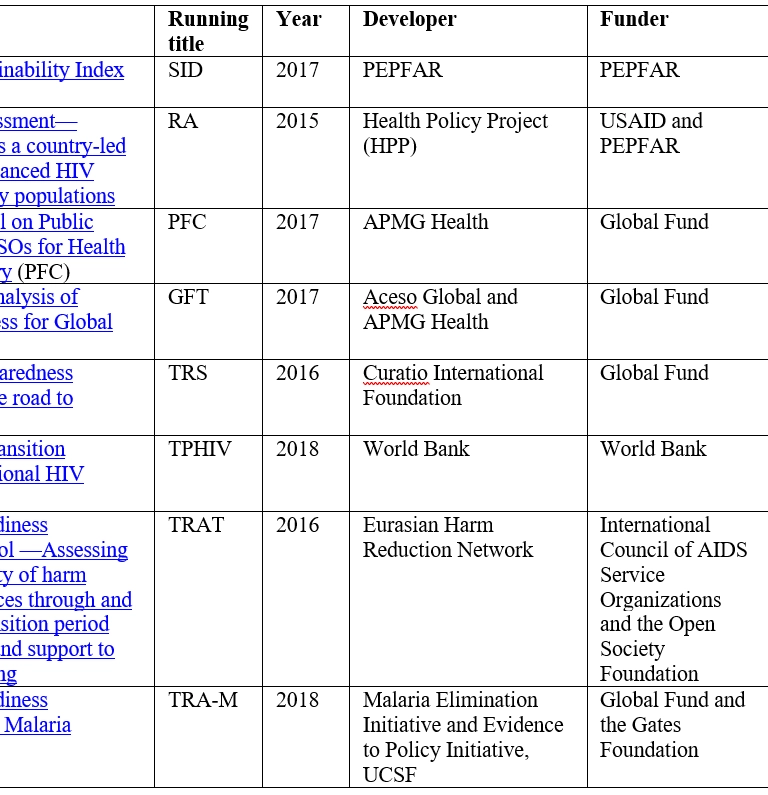 Running
title
Year
Developer
Funder
inability Index
SID
2017
PEPFAR
PEPFAR
ssment—
s a country-led
anced HIV
y populations
RA
2015
Health Policy Project
(HPP)
USAID and
PEPFAR
l on Public
SOs for Health
ry (PFC)
PFC
2017
APMG Health
Global Fund
nalysis of
ess for Global
GFT
2017
Aceso Global and
APMG Health
Global Fund
aredness
e road to
TRS
2016
Curatio International
Foundation
Global Fund
ansition
ional HIV
TPHIV
2018
World Bank
World Bank
diness
ol —Assessing
ty of harm
ces through and
sition period
and support to
ng
TRAT
2016
Eurasian Harm
Reduction Network
International
Council of AIDS
Service
Organizations
and the Open
Society
Foundation
diness
Malaria
TRA-M
2018
Malaria Elimination
Initiative and Evidence
to Policy Initiative,
UCSF
Global Fund and
the Gates
Foundation